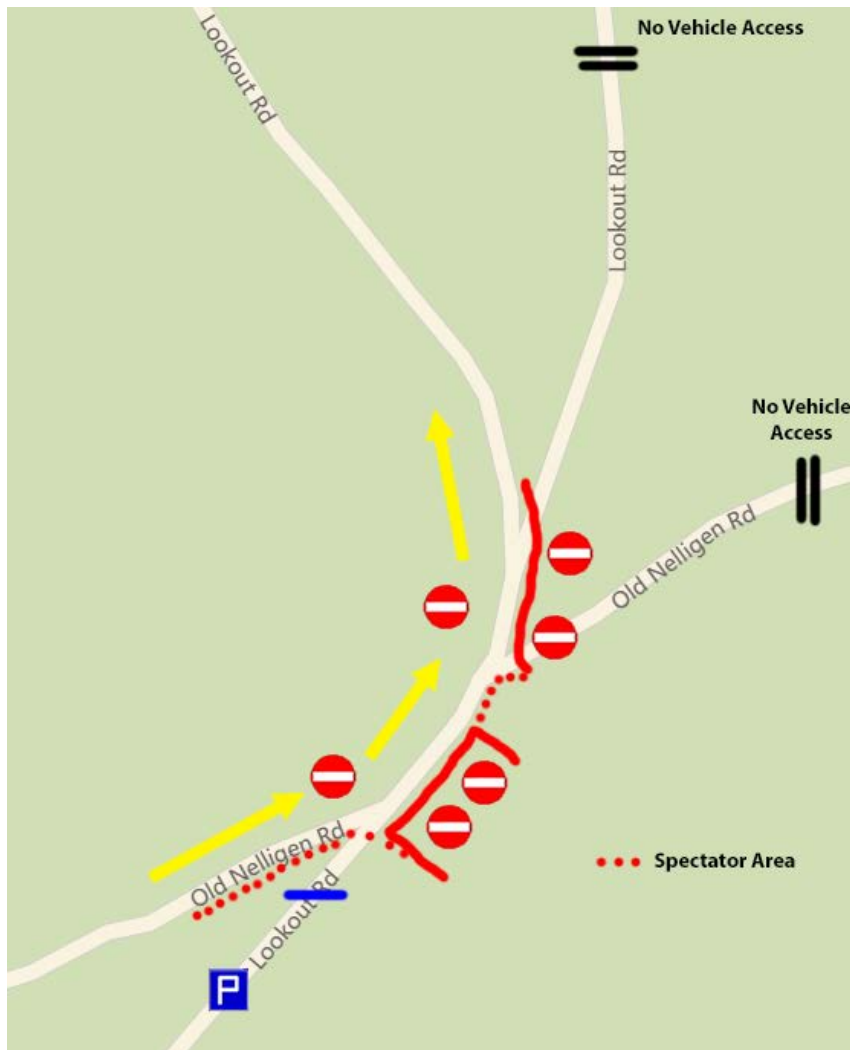 No Vehicle Access
Lookout Rd
Lookout Rd
No Vehicle
Access
Old Nelligen Rd
Old Nelligen Rd
Spectator Area
Lookout Rd
P